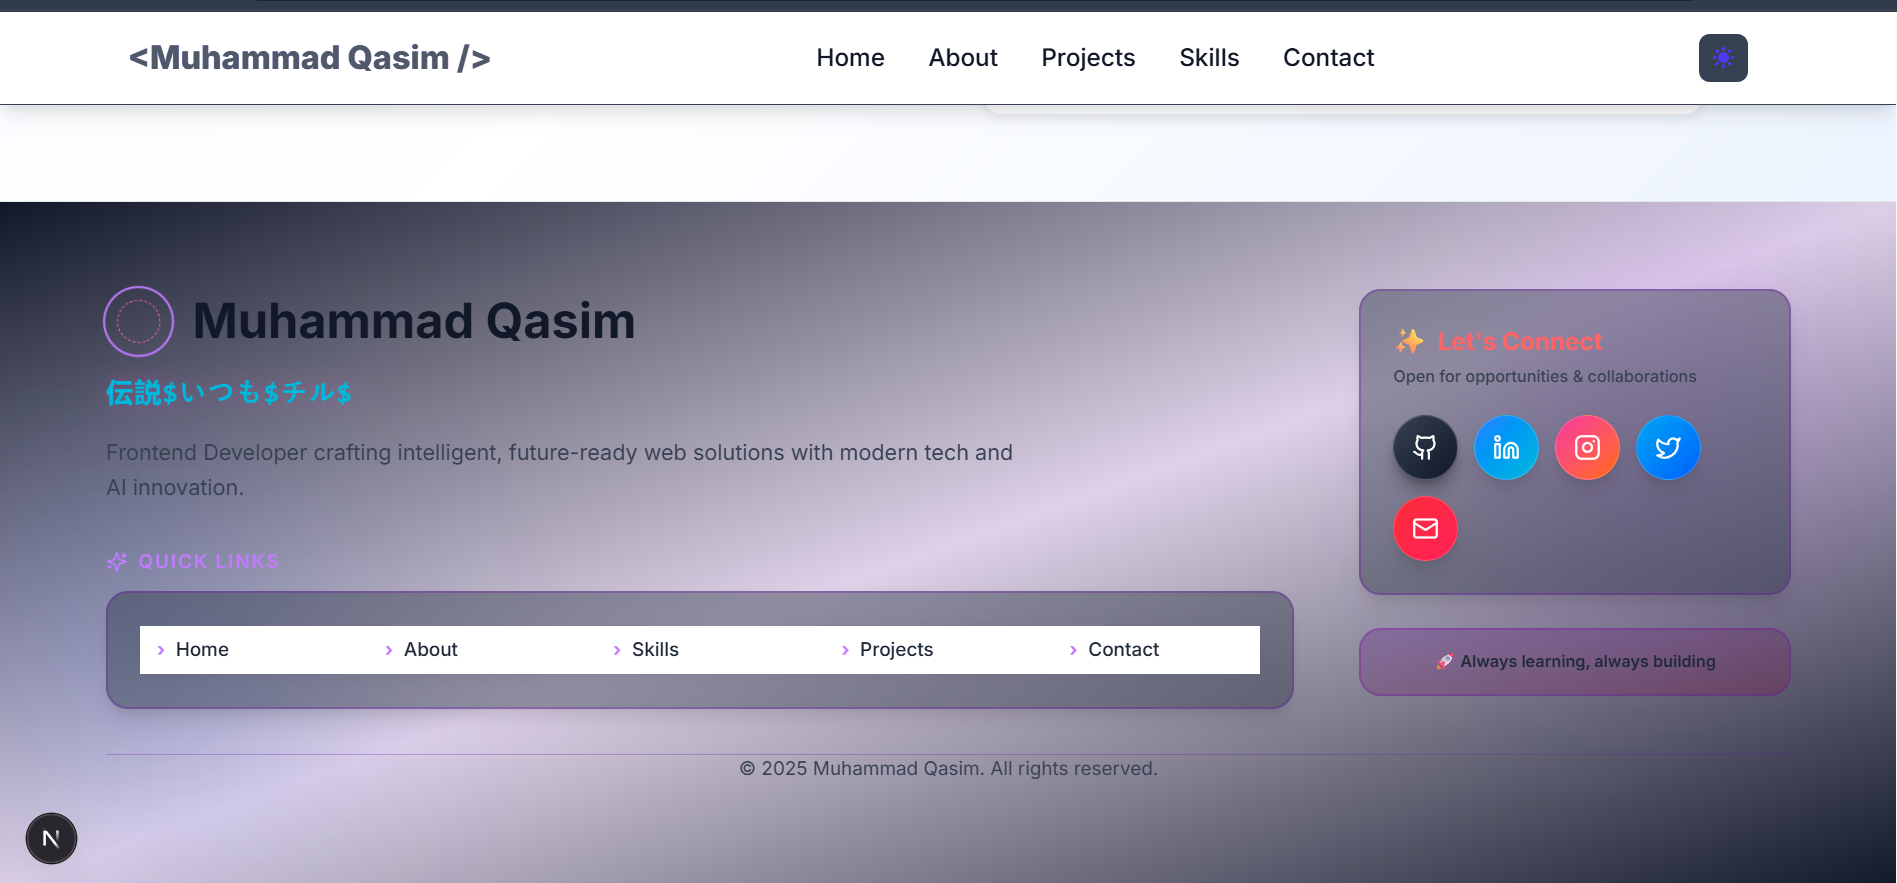 <Muhammad Qasim />
Home About Projects Skills Contact
Muhammad Qasim
伝説$いつも$チル$
Frontend Developer crafting intelligent, future-ready web solutions with modern tech and
AI innovation.
QUICK LINKS
› Home › About › Skills › Projects › Contact
✨ Let's Connect
Open for opportunities & collaborations
🚀 Always learning, always building
© 2025 Muhammad Qasim. All rights reserved.
N